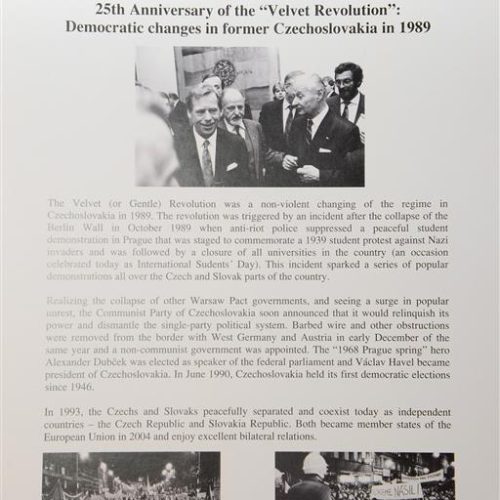 25th Anniversary of the “Velvet Revolution”:
Democratic changes in former Czechoslovakia in 1989
The Velvet (or Gentle) Revolution was a non-violent changing of the regime in
Czechoslovakia in 1989. The revolution was triggered by an incident after the collapse of the
Berlin Wall in October 1989 when anti-riot police suppressed a peaceful student
demonstration in Prague that was staged to commemorate a 1939 student protest against Nazi
invaders and was followed by a closure of all universities in the country (an occasion
celebrated today as International Sudents’ Day). This incident sparked a series of popular
demonstrations all over the Czech and Slovak parts of the country.
Realizing the collapse of other Warsaw Pact governments, and seeing a surge in popular
unrest, the Communist Party of Czechoslovakia soon announced that it would relinquish its
power and dismantle the single-party political system. Barbed wire and other obstructions
were removed from the border with West Germany and Austria in early December of the
same year and a non-communist government was appointed. The “1968 Prague spring” hero
Alexander Dubček was elected as speaker of the federal parliament and Václav Havel became
president of Czechoslovakia. In June 1990, Czechoslovakia held its first democratic elections
since 1946.
In 1993, the Czechs and Slovaks peacefully separated and coexist today as independent
countries – the Czech Republic and Slovakia Republic. Both became member states of the
European Union in 2004 and enjoy excellent bilateral relations.
NÁSILÍ